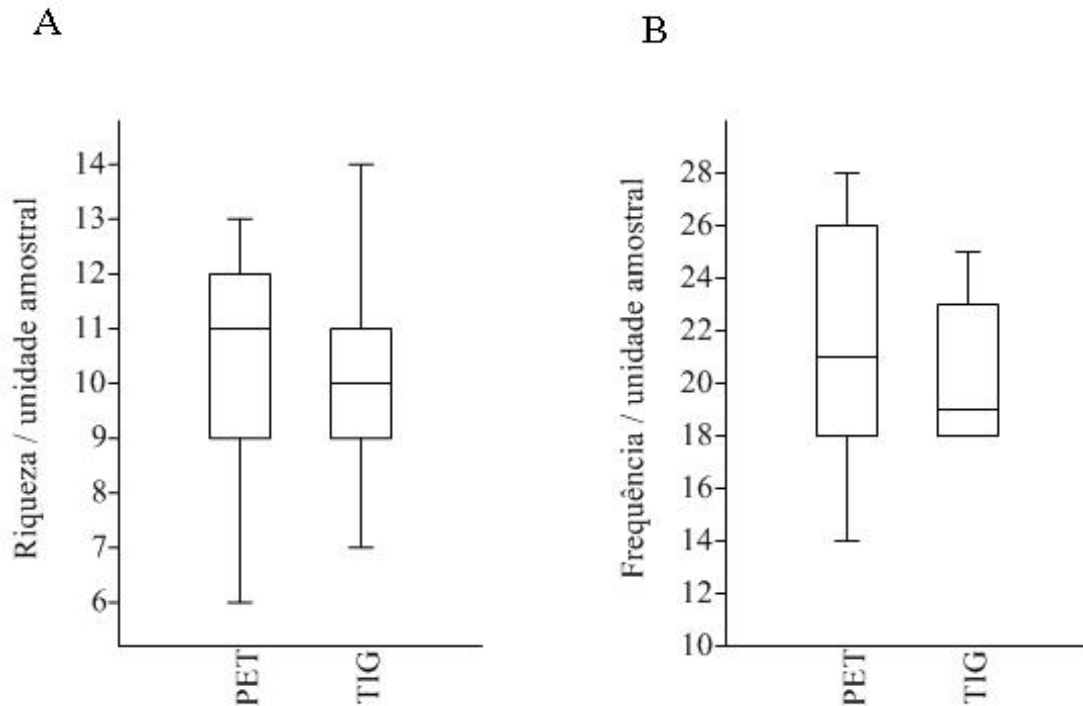 A
Riqueza / unidade amostral
14
13
12
11
10
9
8
7
6
PET
TIG
B
Frequência / unidade amostral
28
26
24
22
20
18
16
14
12
10
PET
TIG